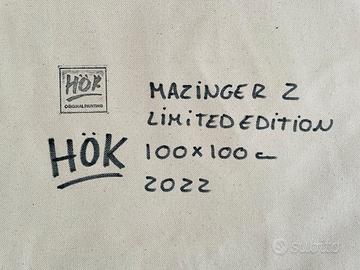 HÖK
ORIGINAL PAINTING
MAZINGER Z
LIMITED EDITION
HÖK
100x100 c
2022
subito